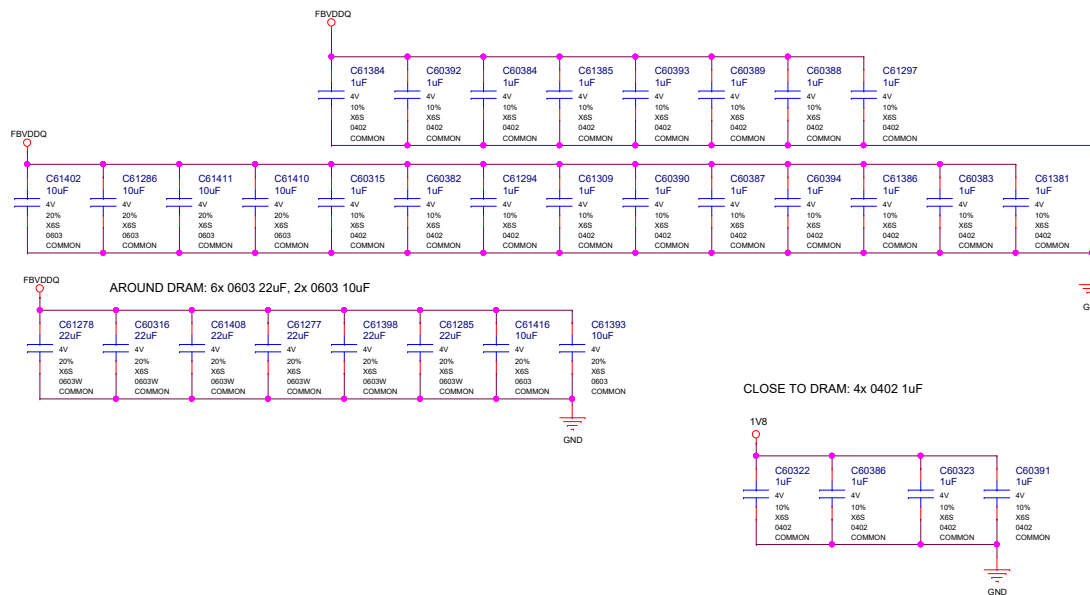 FBVDDQ
C61384 C60392 C60384 C61385 C60393 C60389 C60388 C61297
1uF 1uF 1uF 1uF 1uF 1uF 1uF 1uF
4V 4V 4V 4V 4V 4V 4V 4V
10% 10% 10% 10% 10% 10% 10% 10%
X6S X6S X6S X6S X6S X6S X6S X6S
0402 0402 0402 0402 0402 0402 0402 0402
COMMON COMMON COMMON COMMON COMMON COMMON COMMON COMMON
FBVDDQ
C61402 C61286 C61411 C61410 C60315 C60382 C61294 C61309 C60390 C60387 C60394 C61386 C60383 C61381
10uF 10uF 10uF 10uF 1uF 1uF 1uF 1uF 1uF 1uF 1uF 1uF 1uF 1uF
4V 4V 4V 4V 4V 4V 4V 4V 4V 4V 4V 4V 4V 4V
20% 20% 20% 20% 10% 10% 10% 10% 10% 10% 10% 10% 10% 10%
X6S X6S X6S X6S X6S X6S X6S X6S X6S X6S X6S X6S X6S X6S
0603 0603 0603 0603 0402 0402 0402 0402 0402 0402 0402 0402 0402 0402
COMMON COMMON COMMON COMMON COMMON COMMON COMMON COMMON COMMON COMMON COMMON COMMON COMMON COMMON
FBVDDQ
AROUND DRAM: 6x 0603 22uF, 2x 0603 10uF
C61278 C60316 C61408 C61277 C61398 C61285 C61416 C61393
22uF 22uF 22uF 22uF 22uF 22uF 10uF 10uF
4V 4V 4V 4V 4V 4V 4V 4V
20% 20% 20% 20% 20% 20% 20% 20%
X6S X6S X6S X6S X6S X6S X6S X6S
0603W 0603W 0603W 0603W 0603W 0603W 0603 0603
COMMON COMMON COMMON COMMON COMMON COMMON COMMON COMMON
GND
CLOSE TO DRAM: 4x 0402 1uF
1V8
C60322 C60386 C60323 C60391
1uF 1uF 1uF 1uF
4V 4V 4V 4V
10% 10% 10% 10%
X6S X6S X6S X6S
0402 0402 0402 0402
COMMON COMMON COMMON COMMON
GND